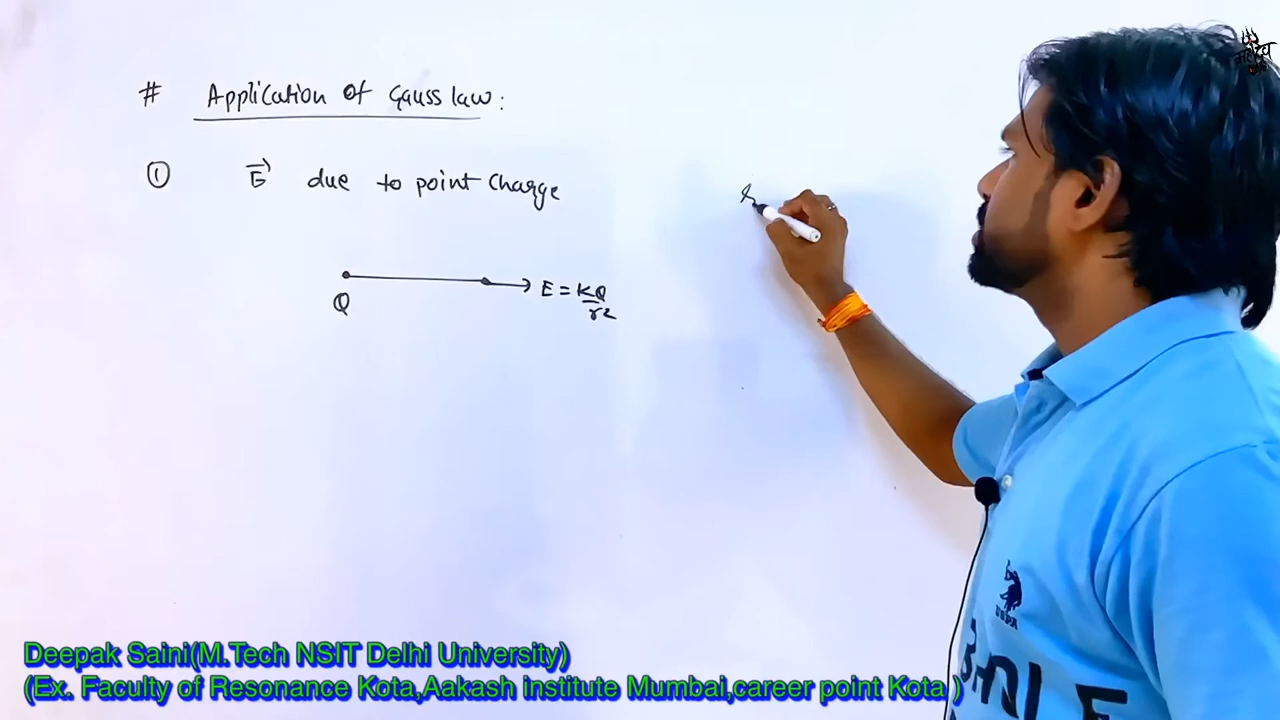 # Application of Gauss law :
① E⃗ due to point Charge
Q
E = KQ/r²
महादेव
Deepak Saini(M.Tech NSIT Delhi University)
(Ex. Faculty of Resonance Kota,Aakash institute Mumbai,career point Kota )